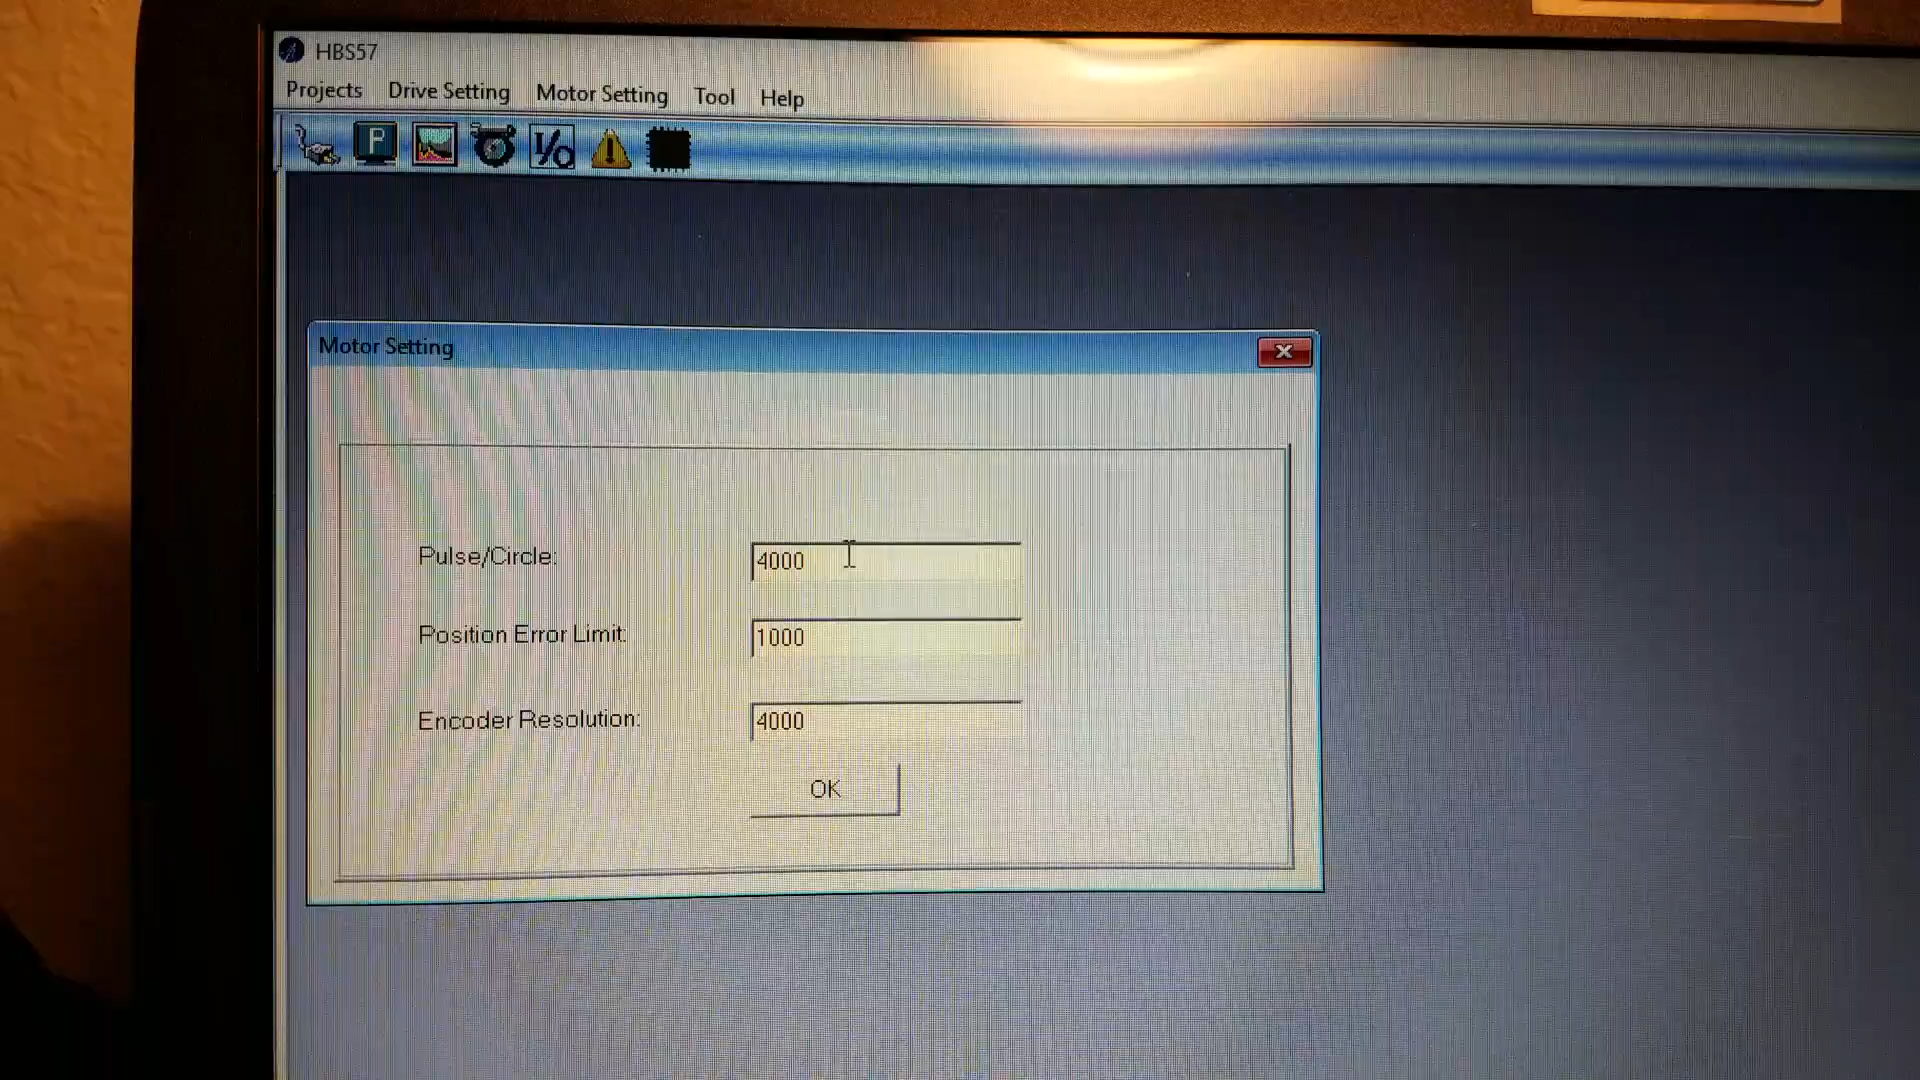 HBS57
Projects Drive Setting Motor Setting Tool Help
P
I/O
Motor Setting
Pulse/Circle: 4000
Position Error Limit: 1000
Encoder Resolution: 4000
OK